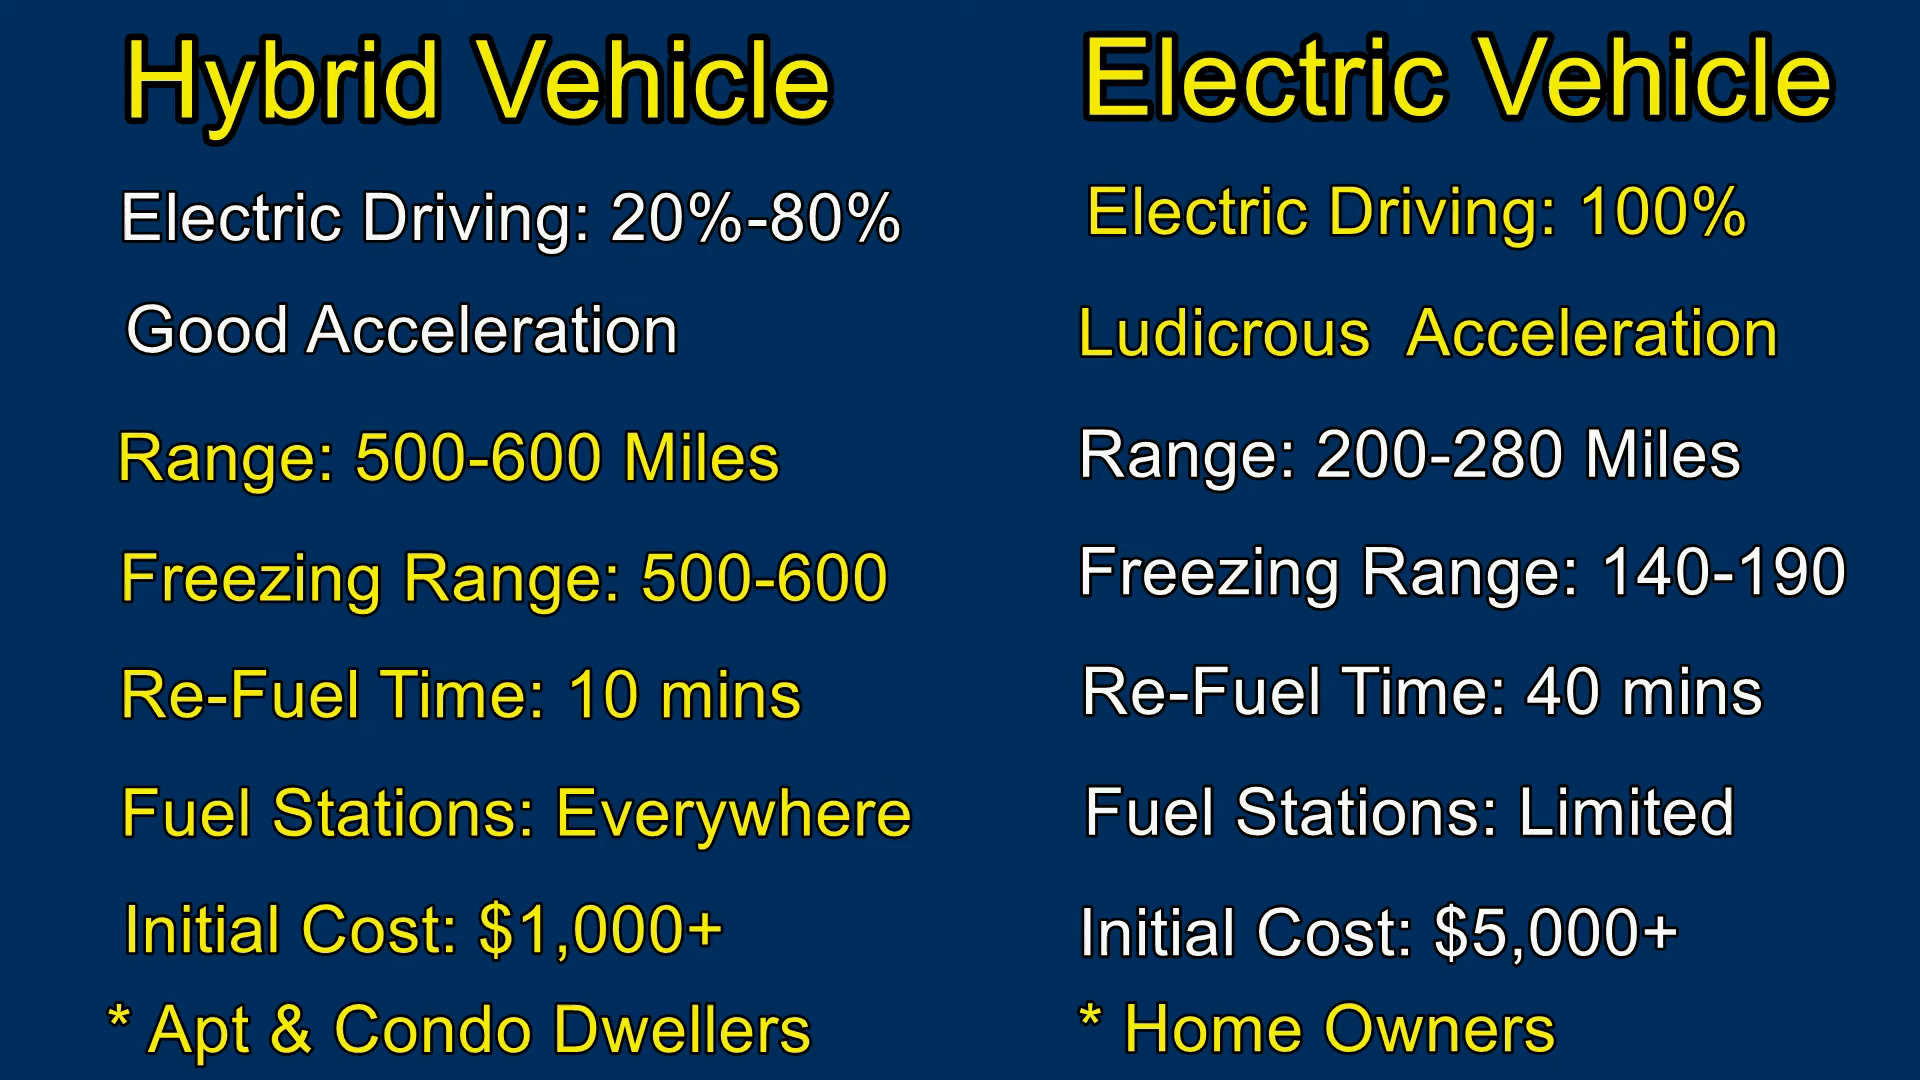 Hybrid Vehicle
Electric Driving: 20%-80%
Good Acceleration
Range: 500-600 Miles
Freezing Range: 500-600
Re-Fuel Time: 10 mins
Fuel Stations: Everywhere
Initial Cost: $1,000+
* Apt & Condo Dwellers
Electric Vehicle
Electric Driving: 100%
Ludicrous Acceleration
Range: 200-280 Miles
Freezing Range: 140-190
Re-Fuel Time: 40 mins
Fuel Stations: Limited
Initial Cost: $5,000+
* Home Owners